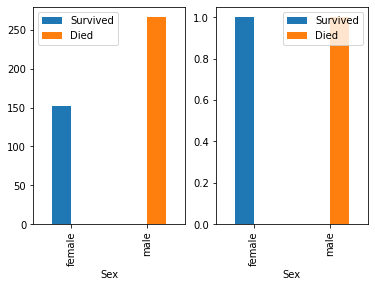 Survived
Died
250
200
150
100
50
0
female
male
Sex
Survived
Died
1.0
0.8
0.6
0.4
0.2
0.0
female
male
Sex